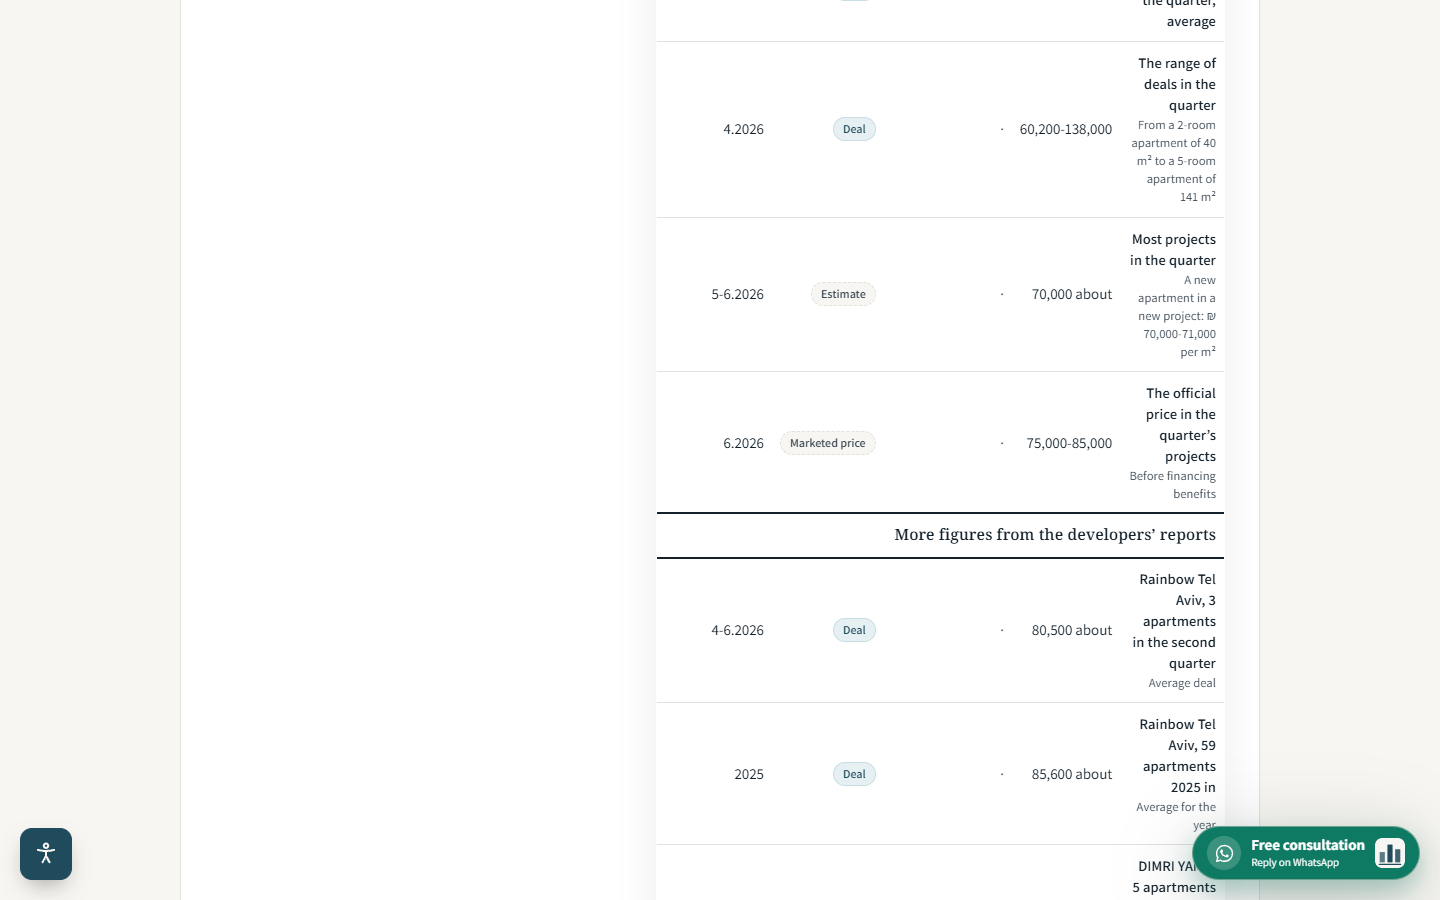 the quarter,
average
The range of
deals in the
quarter
From a 2-room
apartment of 40
m² to a 5-room
apartment of
141 m²
60,200-138,000
·
Deal
4.2026
Most projects
in the quarter
A new
apartment in a
new project: ₪
70,000-71,000
per m²
70,000 about
·
Estimate
5-6.2026
The official
price in the
quarter’s
projects
Before financing
benefits
75,000-85,000
·
Marketed price
6.2026
More figures from the developers’ reports
Rainbow Tel
Aviv, 3
apartments
in the second
quarter
Average deal
80,500 about
·
Deal
4-6.2026
Rainbow Tel
Aviv, 59
apartments
2025 in
Average for the
year
85,600 about
·
Deal
2025
DIMRI
5 apartments
Free consultation
Reply on WhatsApp